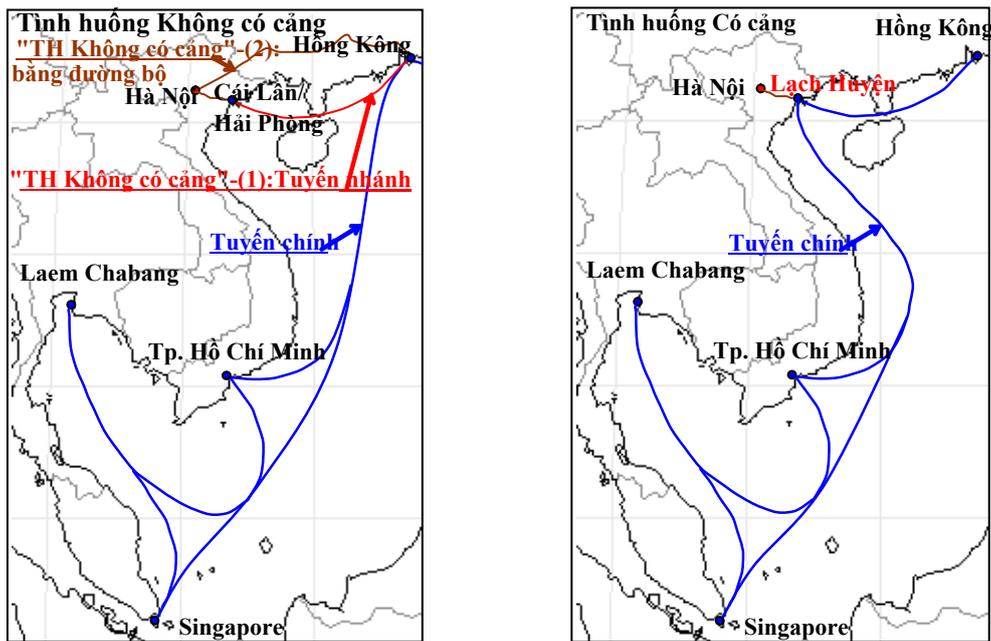 Tình huống Không có cảng
"TH Không có cảng"-(2):
bằng đường bộ
Hồng Kông
Hà Nội
Cái Lân/
Hải Phòng
"TH Không có cảng"-(1):Tuyến nhánh
Tuyến chính
Laem Chabang
Tp. Hồ Chí Minh
Singapore
Tình huống Có cảng
Hồng Kông
Hà Nội
Lạch Huyện
Tuyến chính
Laem Chabang
Tp. Hồ Chí Minh
Singapore